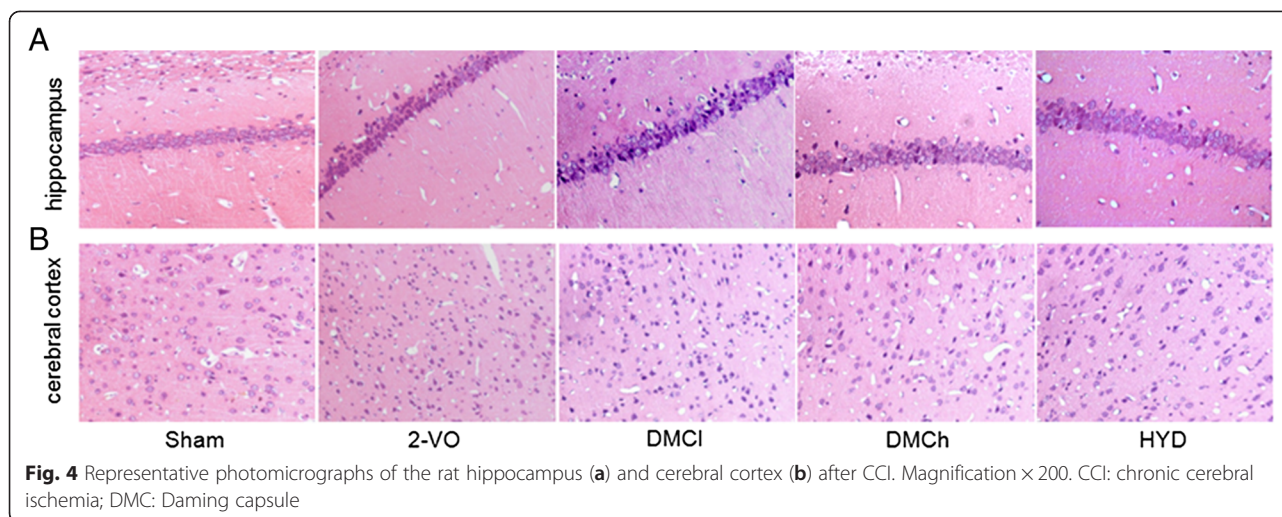 A
hippocampus
B
cerebral cortex
Sham 2-VO DMCl DMCh HYD
Fig. 4 Representative photomicrographs of the rat hippocampus (a) and cerebral cortex (b) after CCI. Magnification × 200. CCI: chronic cerebral
ischemia; DMC: Daming capsule